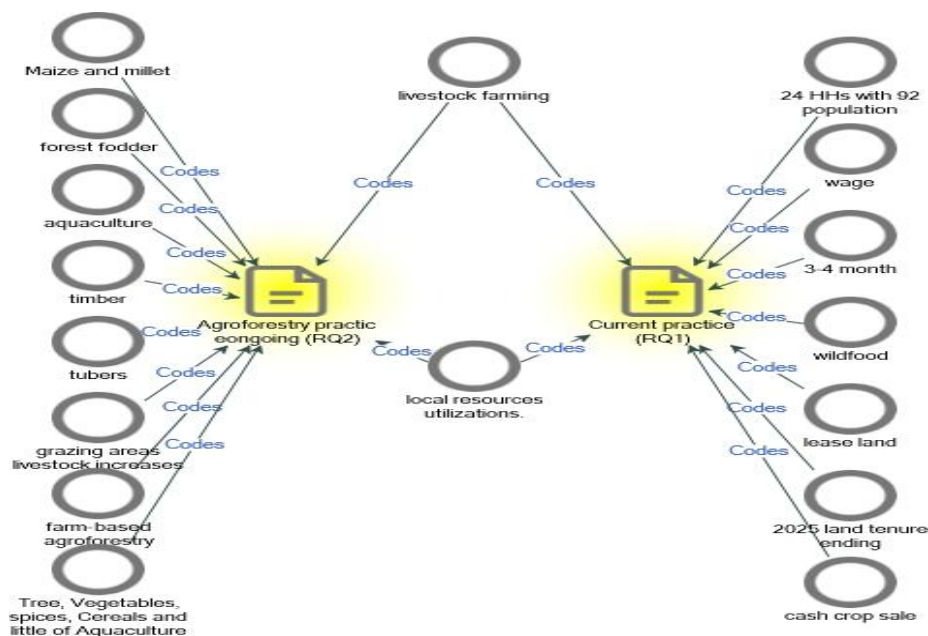 Maize and millet
forest fodder
aquaculture
timber
tubers
grazing areas
livestock increases
farm-based
agroforestry
Tree, Vegetables,
spices, Cereals and
little of Aquaculture
Codes
Codes
Codes
Codes
Codes
Codes
Codes
Codes
Agroforestry practic
eongoing (RQ2)
livestock farming
Codes
Codes
Codes
Codes
local resources
utilizations.
Current practice
(RQ1)
Codes
Codes
Codes
Codes
Codes
Codes
Codes
24 HHs with 92
population
wage
3-4 month
wildfood
lease land
2025 land tenure
ending
cash crop sale